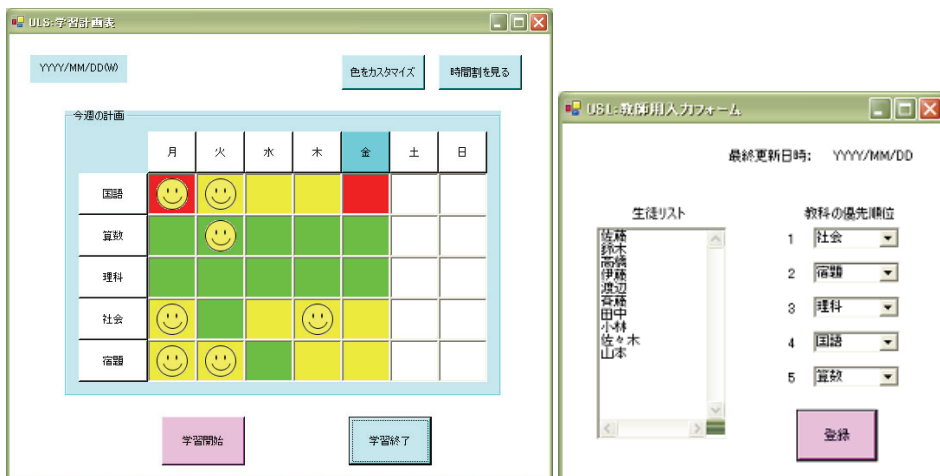 ULS:学習計画表
YYYY/MM/DD(W)
色をカスタマイズ
時間割を見る
今週の計画
月 火 水 木 金 土 日
国語
算数
理科
社会
宿題
学習開始
学習終了
USL:教師用入力フォーム
最終更新日時: YYYY/MM/DD
生徒リスト
佐藤
鈴木
高橋
伊藤
渡辺
斉藤
田中
小林
佐々木
山本
教科の優先順位
1 社会
2 宿題
3 理科
4 国語
5 算数
登録